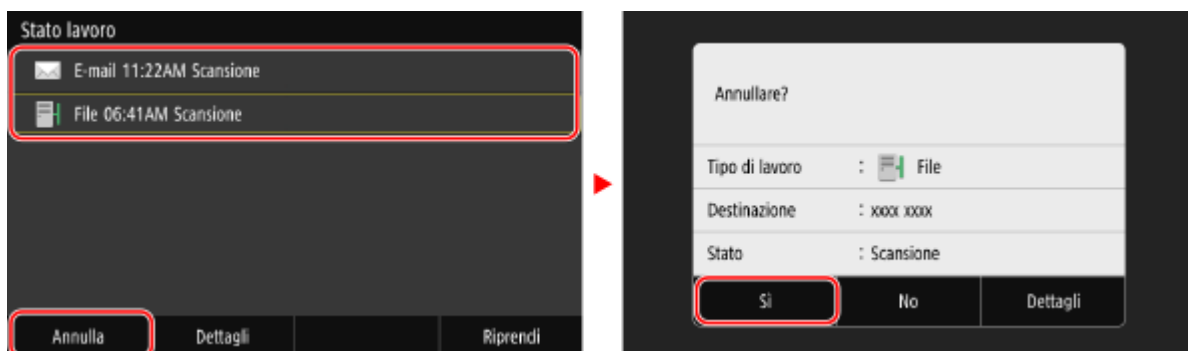 Stato lavoro
E-mail 11:22AM Scansione
File 06:41AM Scansione
Annulla Dettagli Riprendi
Annullare?
Tipo di lavoro : File
Destinazione : xxxx xxxx
Stato : Scansione
Sì No Dettagli